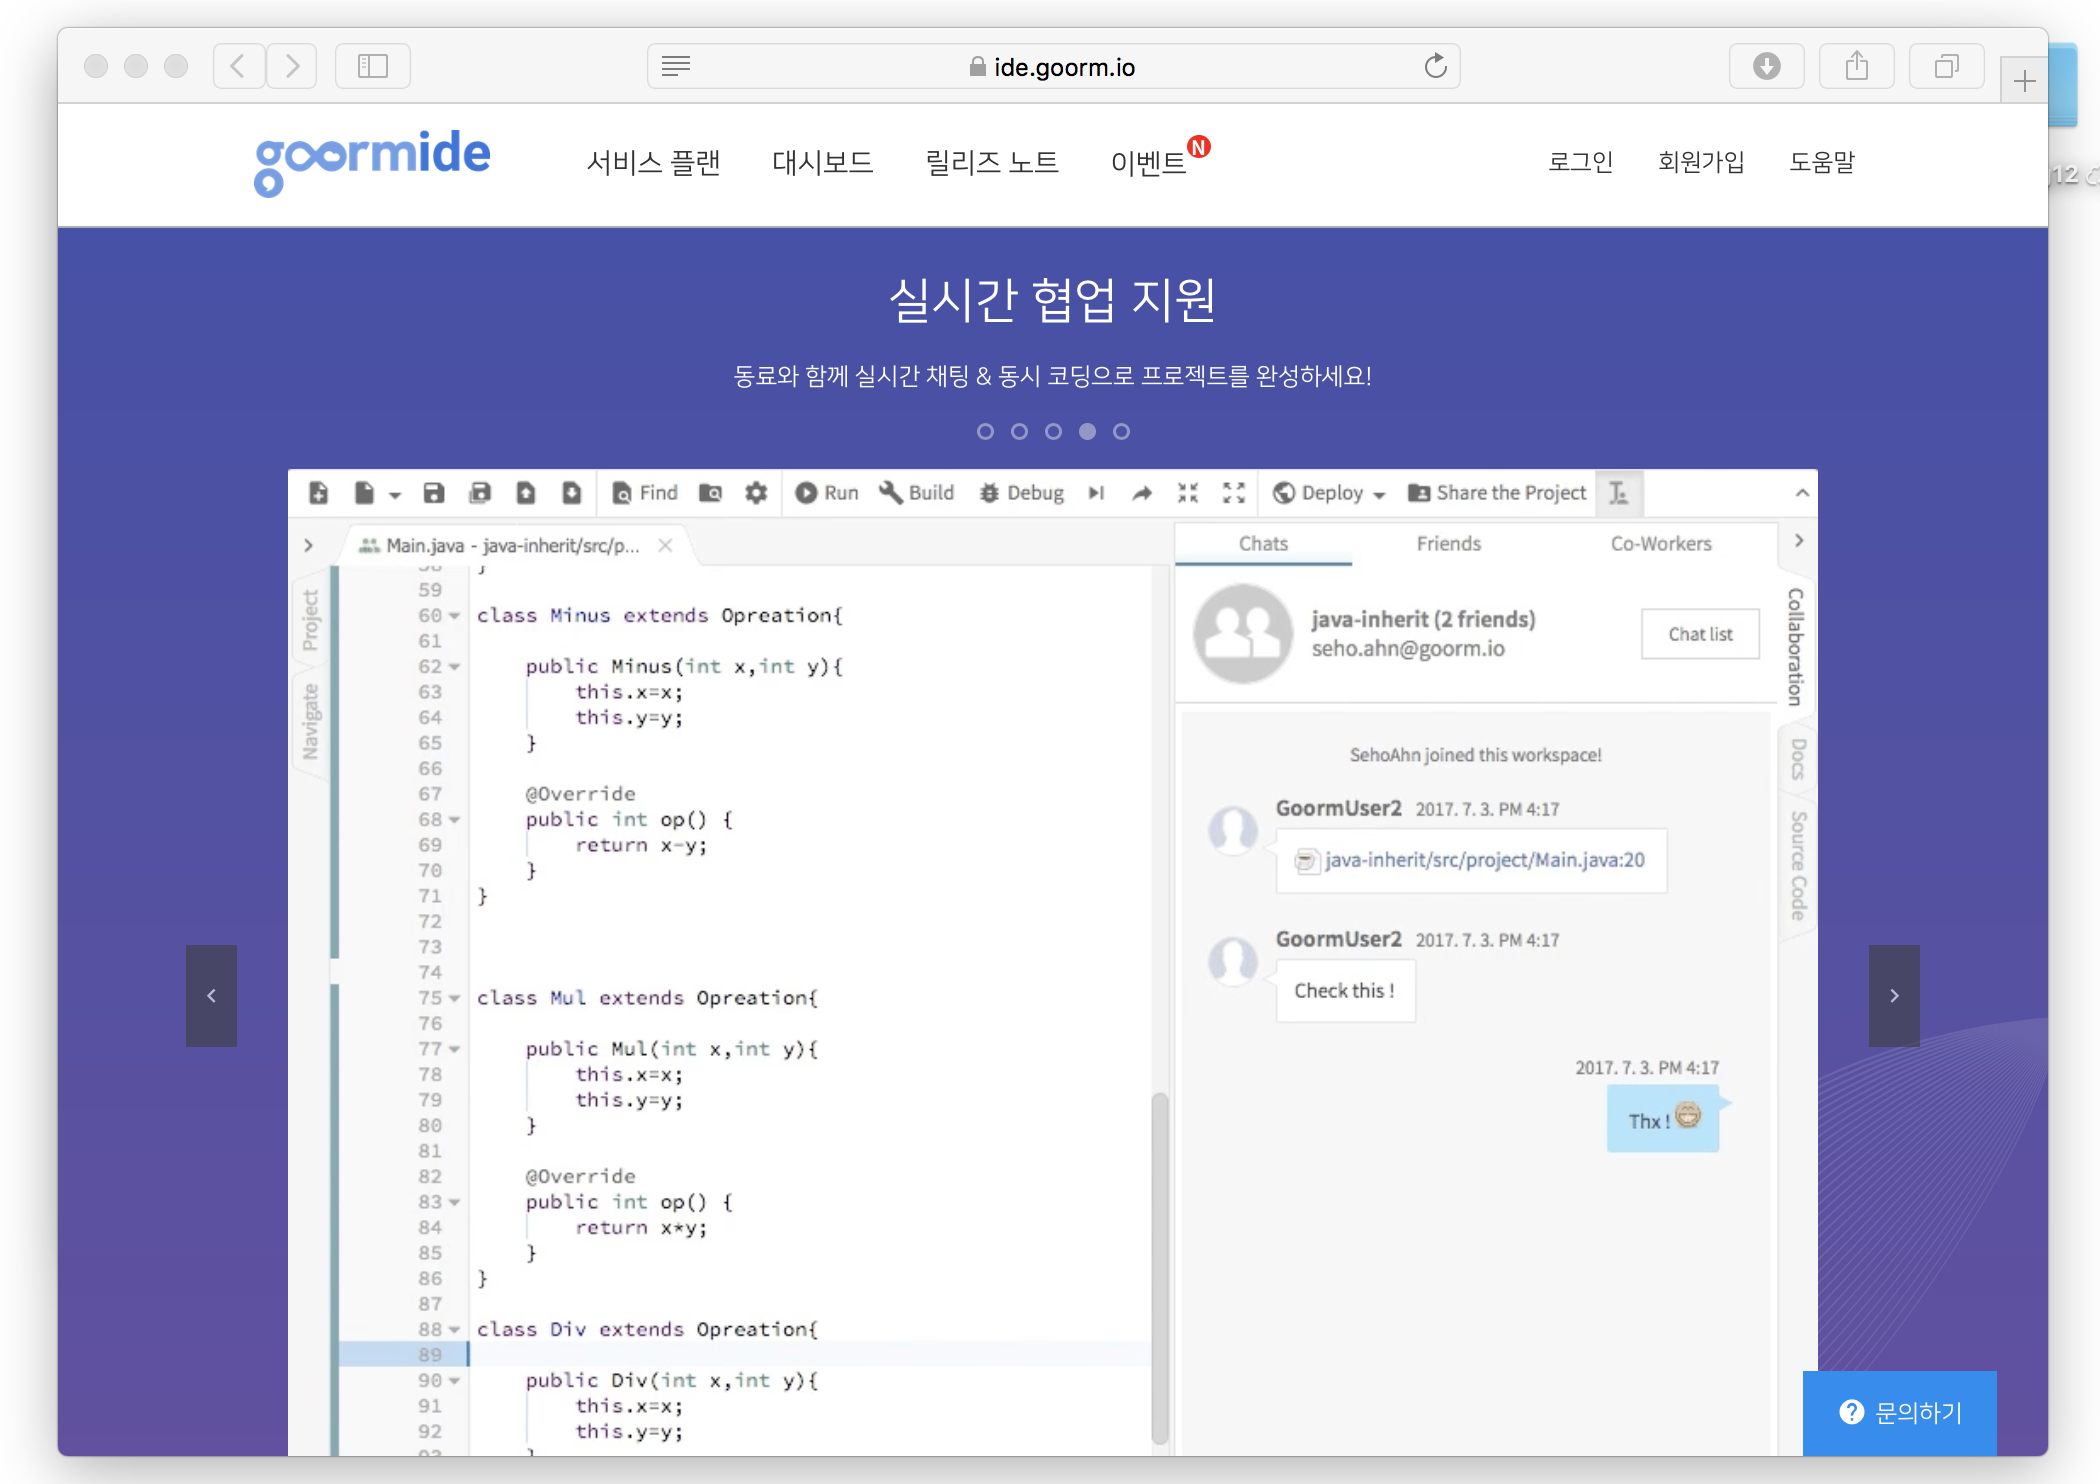 ide.goorm.io
goormide
서비스 플랜
대시보드
릴리즈 노트
이벤트 N
로그인
회원가입
도움말
실시간 협업 지원
동료와 함께 실시간 채팅 & 동시 코딩으로 프로젝트를 완성하세요!
Find
Run
Build
Debug
Deploy
Share the Project
Main.java - java-inherit/src/p...
Project
Navigate
59
60 class Minus extends Opreation{
61
62 public Minus(int x,int y){
63 this.x=x;
64 this.y=y;
65 }
66
67 @Override
68 public int op() {
69 return x-y;
70 }
71 }
72
73
74
75 class Mul extends Opreation{
76
77 public Mul(int x,int y){
78 this.x=x;
79 this.y=y;
80 }
81
82 @Override
83 public int op() {
84 return x*y;
85 }
86 }
87
88 class Div extends Opreation{
89
90 public Div(int x,int y){
91 this.x=x;
92 this.y=y;
Chats
Friends
Co-Workers
java-inherit (2 friends)
seho.ahn@goorm.io
Chat list
SehoAhn joined this workspace!
GoormUser2 2017. 7. 3. PM 4:17
java-inherit/src/project/Main.java:20
GoormUser2 2017. 7. 3. PM 4:17
Check this !
2017. 7. 3. PM 4:17
Thx !
Collaboration
Docs
Source Code
문의하기